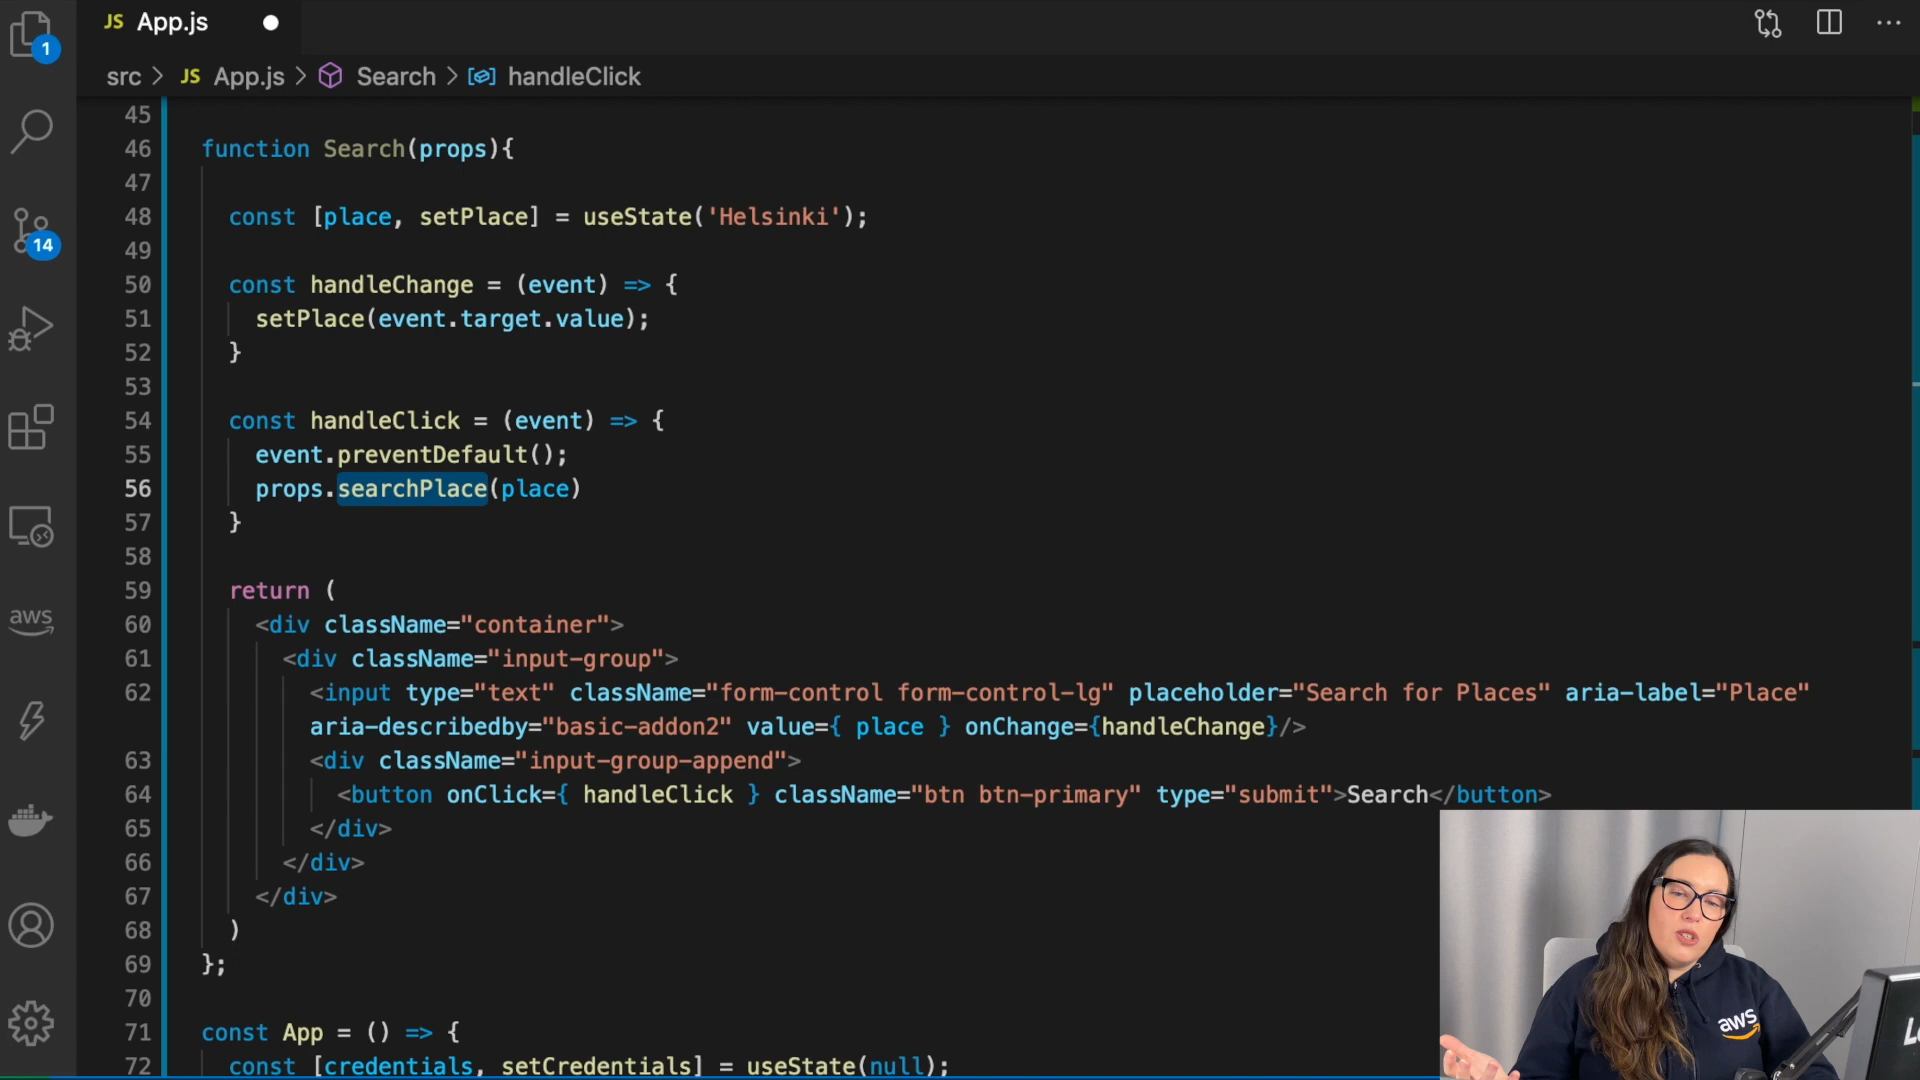 JS App.js
src > JS App.js > Search > handleClick
1
14
aws
45
46 function Search(props){
47
48 const [place, setPlace] = useState('Helsinki');
49
50 const handleChange = (event) => {
51 setPlace(event.target.value);
52 }
53
54 const handleClick = (event) => {
55 event.preventDefault();
56 props.searchPlace(place)
57 }
58
59 return (
60 <div className="container">
61 <div className="input-group">
62 <input type="text" className="form-control form-control-lg" placeholder="Search for Places" aria-label="Place"
aria-describedby="basic-addon2" value={ place } onChange={handleChange}/>
63 <div className="input-group-append">
64 <button onClick={ handleClick } className="btn btn-primary" type="submit">Search</button>
65 </div>
66 </div>
67 </div>
68 )
69 };
70
71 const App = () => {
72 const [credentials, setCredentials] = useState(null);
aws